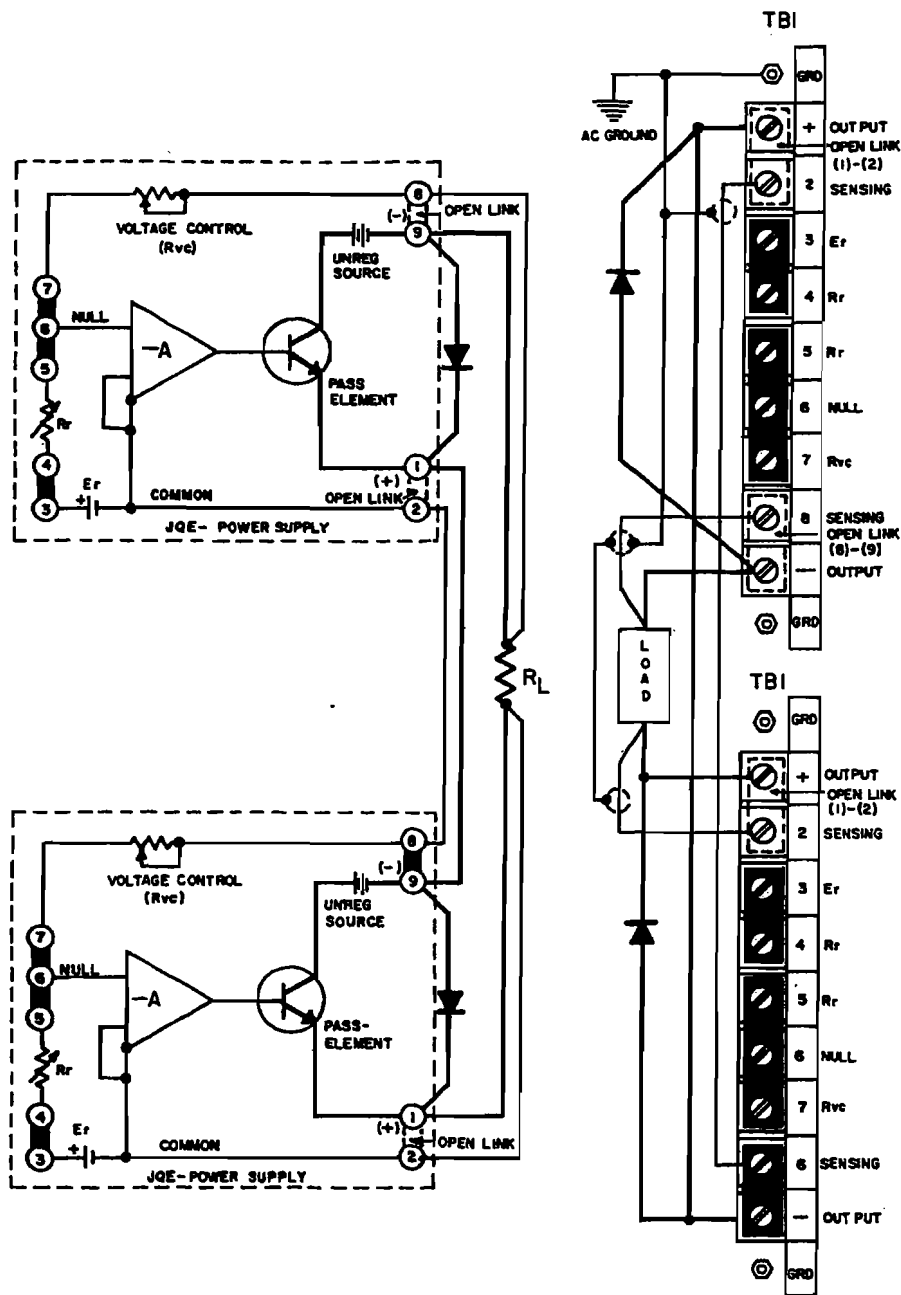 8
(-)
OPEN LINK
9
VOLTAGE CONTROL
(Rvc)
UNREG
SOURCE
7
6
NULL
5
-A
PASS
ELEMENT
Rr
4
Er
+
3
COMMON
1
(+)
OPEN LINK
2
JQE- POWER SUPPLY
RL
8
(-)
9
VOLTAGE CONTROL
(Rvc)
UNREG
SOURCE
7
6
NULL
5
-A
PASS-
ELEMENT
Rr
4
Er
+
3
COMMON
1
(+)
OPEN LINK
2
JQE-POWER SUPPLY
TB1
GRD
AC GROUND
+ OUTPUT
OPEN LINK
(1)-(2)
2 SENSING
3 Er
4 Rr
5 Rr
6 NULL
7 Rvc
8 SENSING
OPEN LINK
(8)-(9)
— OUTPUT
GRD
LOAD
TB1
GRD
+ OUTPUT
OPEN LINK
(1)-(2)
2 SENSING
3 Er
4 Rr
5 Rr
6 NULL
7 Rvc
6 SENSING
— OUTPUT
GRD